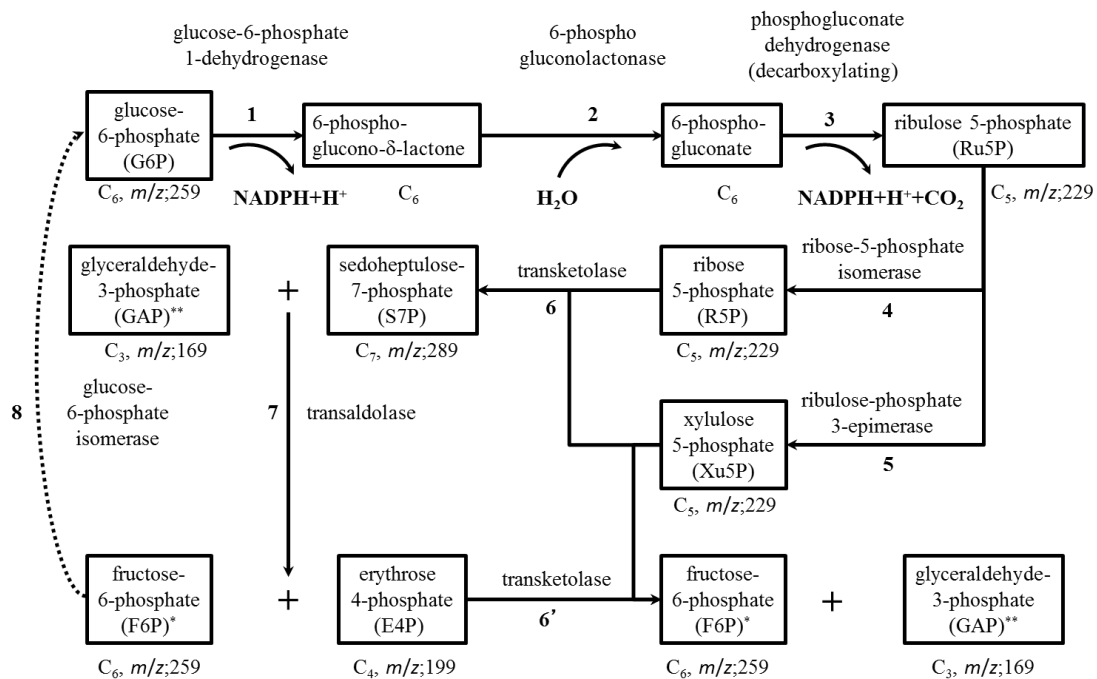 glucose-6-phosphate
1-dehydrogenase
6-phospho
gluconolactonase
phosphogluconate
dehydrogenase
(decarboxylating)
glucose-
6-phosphate
(G6P)
1
6-phospho-
glucono-δ-lactone
2
6-phospho-
gluconate
3
ribulose 5-phosphate
(Ru5P)
C₆, m/z;259
NADPH+H⁺
C₆
H₂O
C₆
NADPH+H⁺+CO₂
C₅, m/z;229
glyceraldehyde-
3-phosphate
(GAP)**
+
sedoheptulose-
7-phosphate
(S7P)
transketolase
6
ribose
5-phosphate
(R5P)
ribose-5-phosphate
isomerase
4
C₃, m/z;169
C₇, m/z;289
C₅, m/z;229
8
glucose-
6-phosphate
isomerase
7
transaldolase
xylulose
5-phosphate
(Xu5P)
ribulose-phosphate
3-epimerase
5
C₅, m/z;229
fructose-
6-phosphate
(F6P)*
+
erythrose
4-phosphate
(E4P)
transketolase
6’
fructose-
6-phosphate
(F6P)*
+
glyceraldehyde-
3-phosphate
(GAP)**
C₆, m/z;259
C₄, m/z;199
C₆, m/z;259
C₃, m/z;169